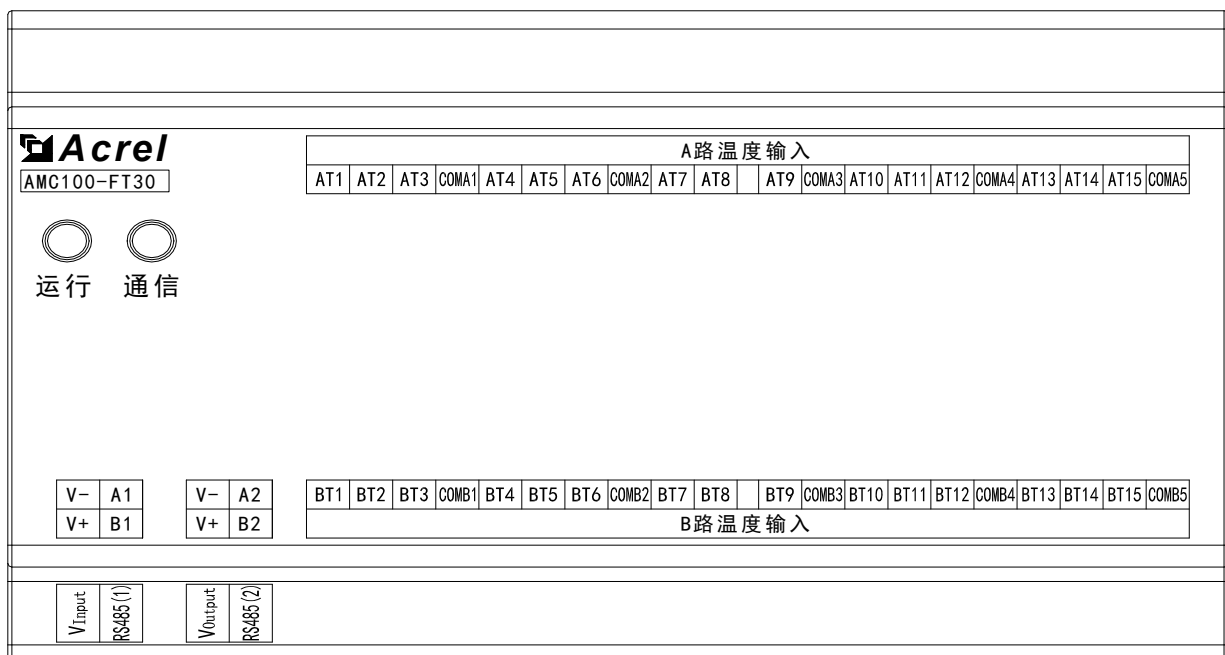 Acrel
AMC100-FT30
A路温度输入
AT1 AT2 AT3 COMA1 AT4 AT5 AT6 COMA2 AT7 AT8 AT9 COMA3 AT10 AT11 AT12 COMA4 AT13 AT14 AT15 COMA5
运行 通信
V- A1 V- A2 BT1 BT2 BT3 COMB1 BT4 BT5 BT6 COMB2 BT7 BT8 BT9 COMB3 BT10 BT11 BT12 COMB4 BT13 BT14 BT15 COMB5
V+ B1 V+ B2 B路温度输入
VInput RS485(1) VOutput RS485(2)